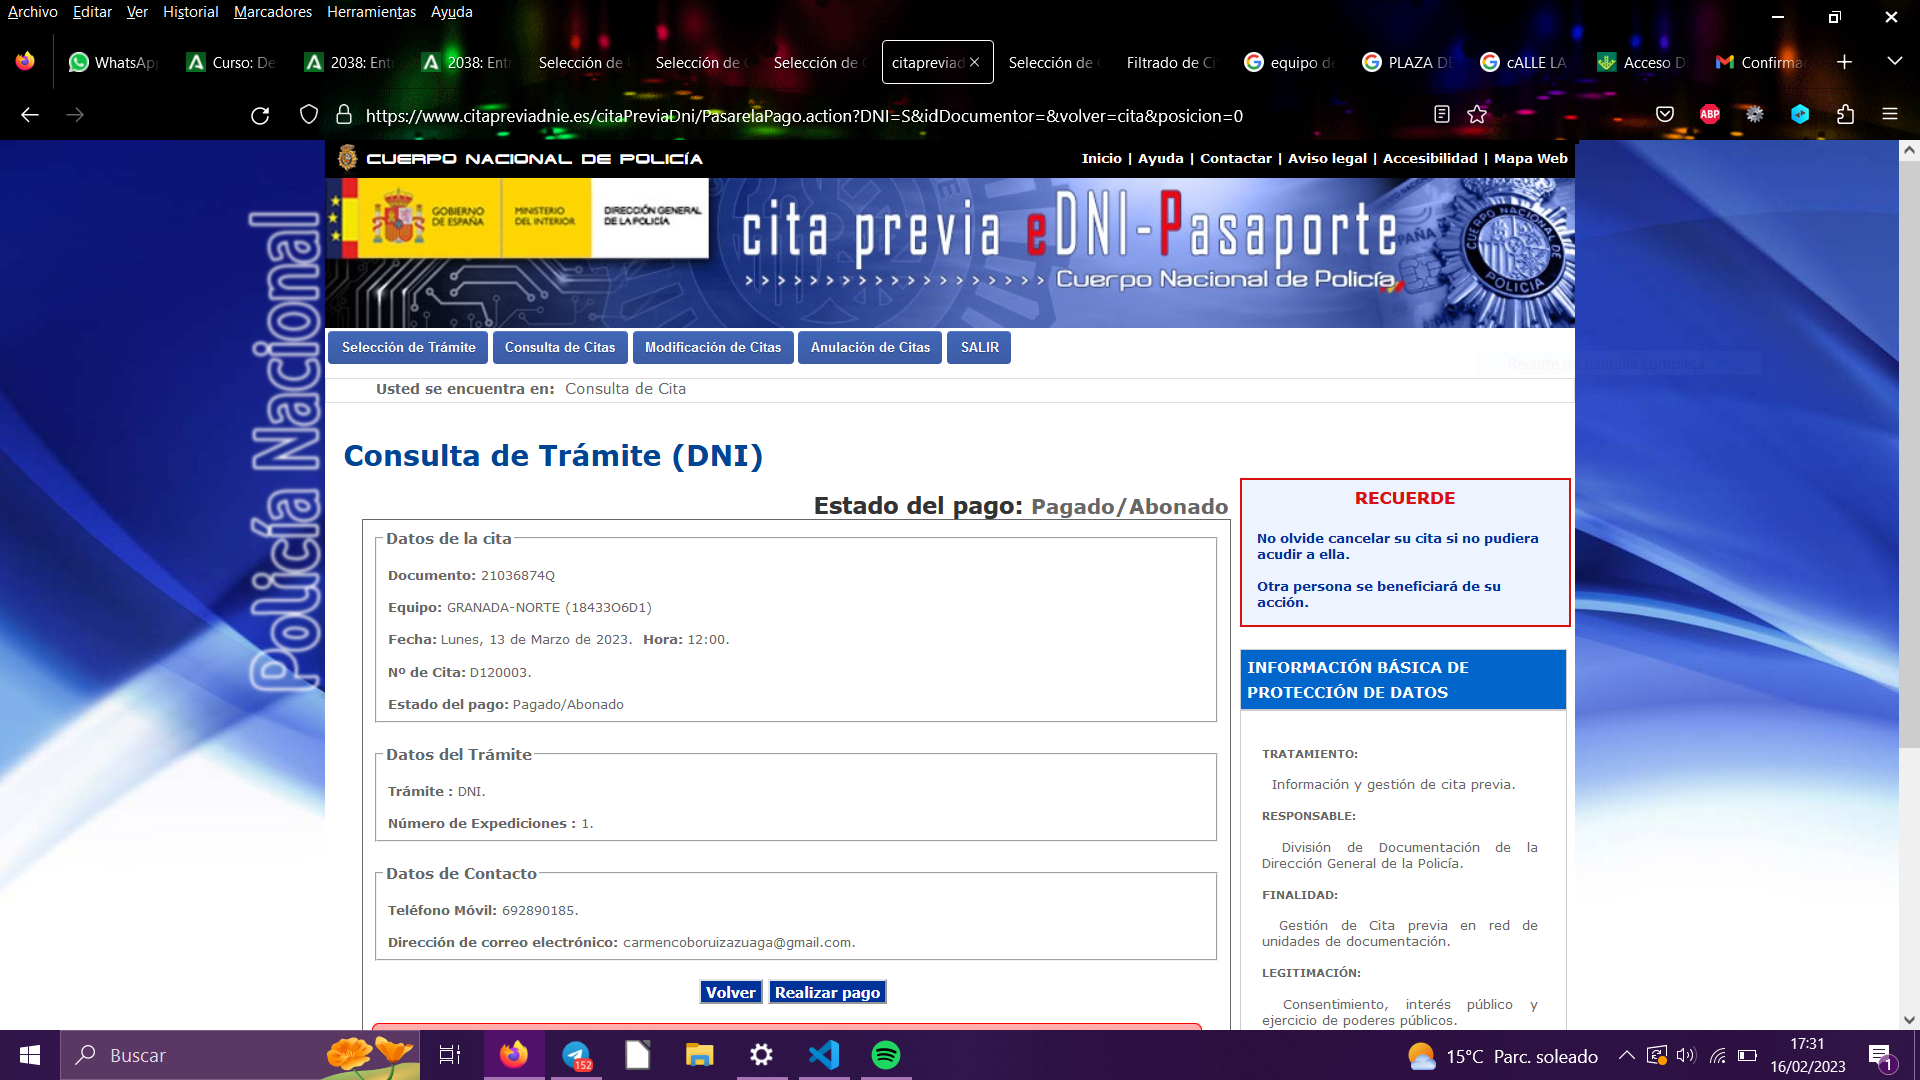 Archivo Editar Ver Historial Marcadores Herramientas Ayuda
WhatsApp Curso: De 2038: Ent 2038: Entr Selección de Selección de Selección de citapreviad Selección de Filtrado de Ci equipo de PLAZA DE cALLE LA Acceso D Confirma
https://www.citapreviadnie.es/citaPreviaDni/PasarelaPago.action?DNI=S&idDocumentor=&volver=cita&posicion=0
ABP
CUERPO NACIONAL DE POLICÍA
Inicio | Ayuda | Contactar | Aviso legal | Accesibilidad | Mapa Web
GOBIERNO DE ESPAÑA
MINISTERIO DEL INTERIOR
DIRECCIÓN GENERAL DE LA POLICÍA
cita previa eDNI-Pasaporte
Cuerpo Nacional de Policía
Policía Nacional
Selección de Trámite Consulta de Citas Modificación de Citas Anulación de Citas SALIR
Usted se encuentra en: Consulta de Cita
Consulta de Trámite (DNI)
Estado del pago: Pagado/Abonado
Datos de la cita
Documento: 21036874Q
Equipo: GRANADA-NORTE (18433O6D1)
Fecha: Lunes, 13 de Marzo de 2023. Hora: 12:00.
Nº de Cita: D120003.
Estado del pago: Pagado/Abonado
Datos del Trámite
Trámite : DNI.
Número de Expediciones : 1.
Datos de Contacto
Teléfono Móvil: 692890185.
Dirección de correo electrónico: carmencoboruizazuaga@gmail.com.
Volver Realizar pago
RECUERDE
No olvide cancelar su cita si no pudiera
acudir a ella.
Otra persona se beneficiará de su
acción.
INFORMACIÓN BÁSICA DE
PROTECCIÓN DE DATOS
TRATAMIENTO:
Información y gestión de cita previa.
RESPONSABLE:
División de Documentación de la
Dirección General de la Policía.
FINALIDAD:
Gestión de Cita previa en red de
unidades de documentación.
LEGITIMACIÓN:
Consentimiento, interés público y
ejercicio de poderes públicos.
Buscar
152
15°C Parc. soleado
17:31
16/02/2023
1